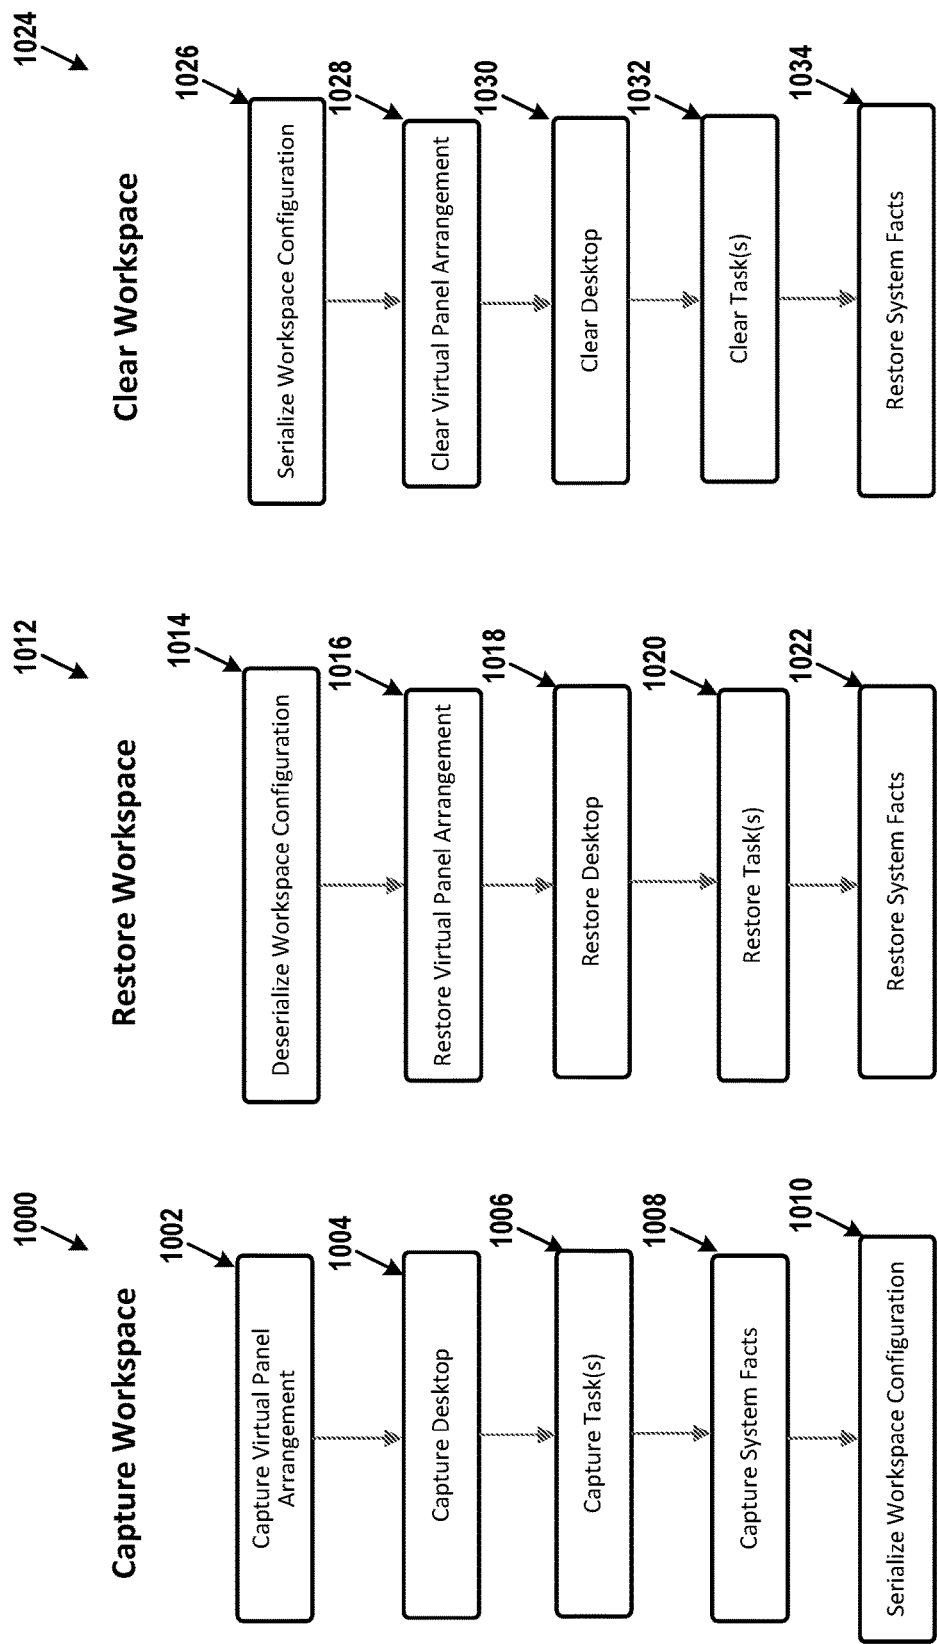 1000
Capture Workspace
1002
Capture Virtual Panel
Arrangement
1004
Capture Desktop
1006
Capture Task(s)
1008
Capture System Facts
1010
Serialize Workspace Configuration
1012
Restore Workspace
1014
Deserialize Workspace Configuration
1016
Restore Virtual Panel Arrangement
1018
Restore Desktop
1020
Restore Task(s)
1022
Restore System Facts
1024
Clear Workspace
1026
Serialize Workspace Configuration
1028
Clear Virtual Panel Arrangement
1030
Clear Desktop
1032
Clear Task(s)
1034
Restore System Facts